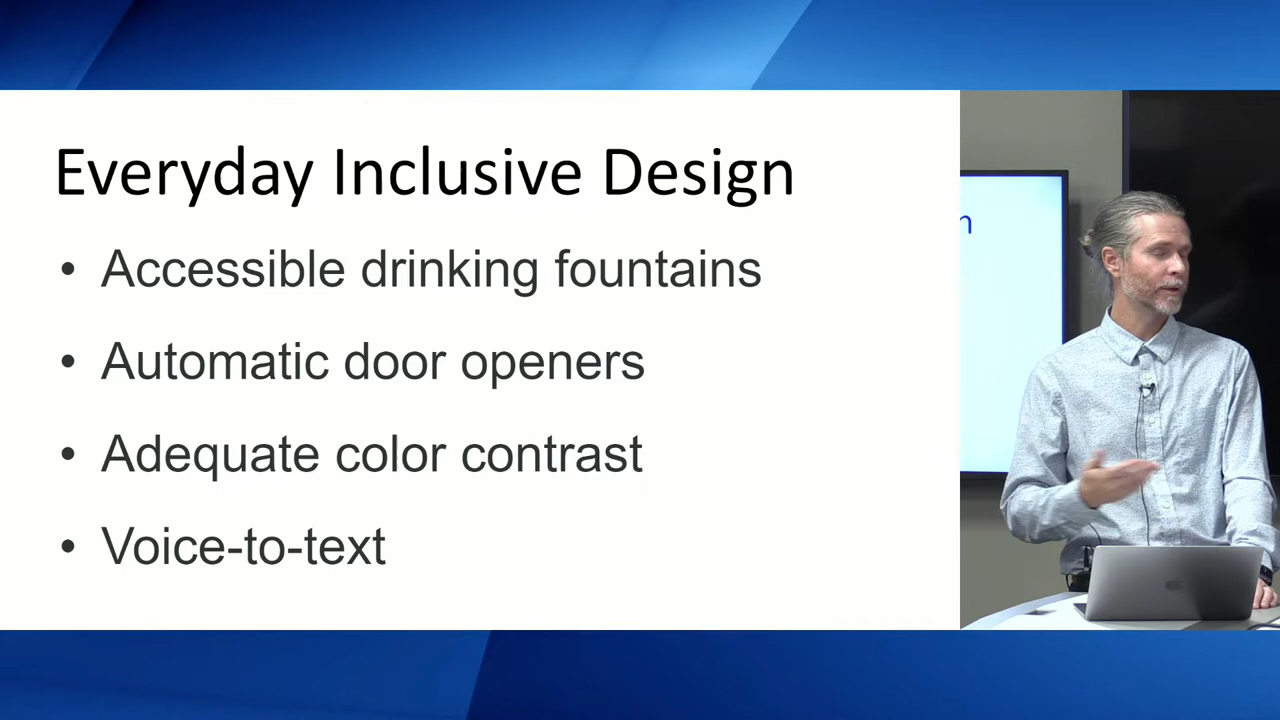 Everyday Inclusive Design
• Accessible drinking fountains
• Automatic door openers
• Adequate color contrast
• Voice-to-text
n